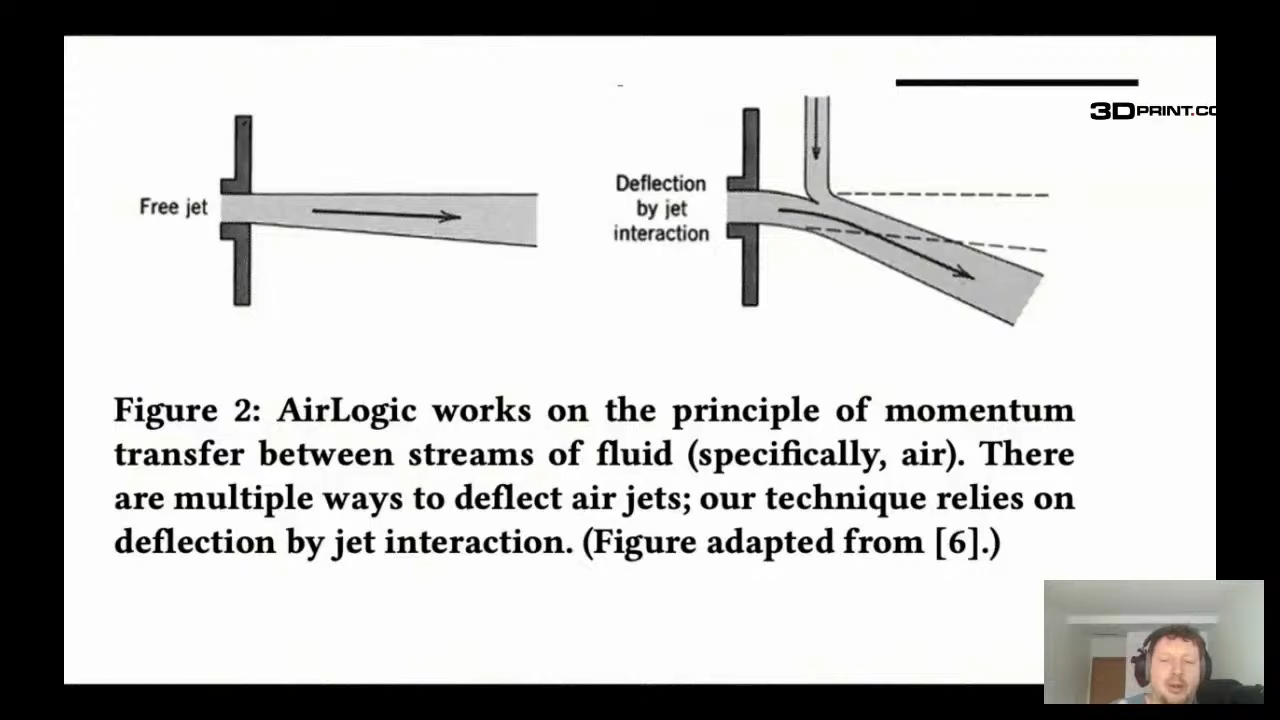 3DPRINT.CO
Free jet
Deflection
by jet
interaction
Figure 2: AirLogic works on the principle of momentum
transfer between streams of fluid (specifically, air). There
are multiple ways to deflect air jets; our technique relies on
deflection by jet interaction. (Figure adapted from [6].)